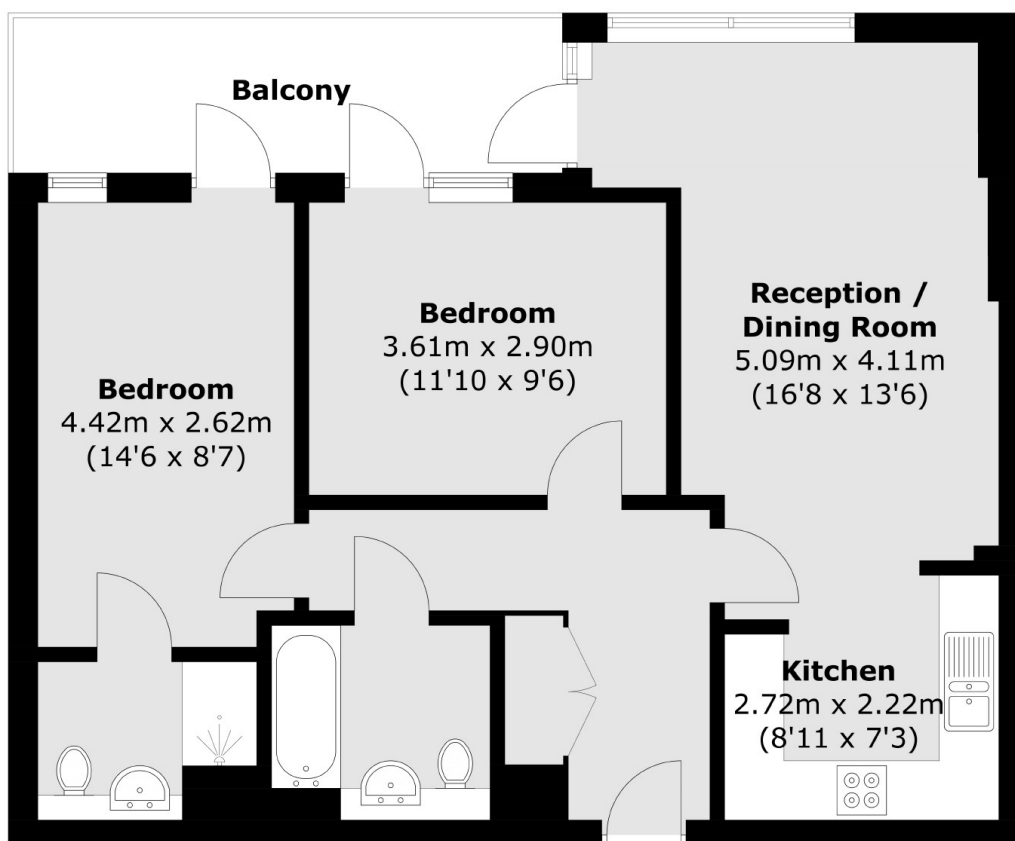 Balcony
Bedroom
4.42m x 2.62m
(14'6 x 8'7)
Bedroom
3.61m x 2.90m
(11'10 x 9'6)
Reception /
Dining Room
5.09m x 4.11m
(16'8 x 13'6)
Kitchen
2.72m x 2.22m
(8'11 x 7'3)